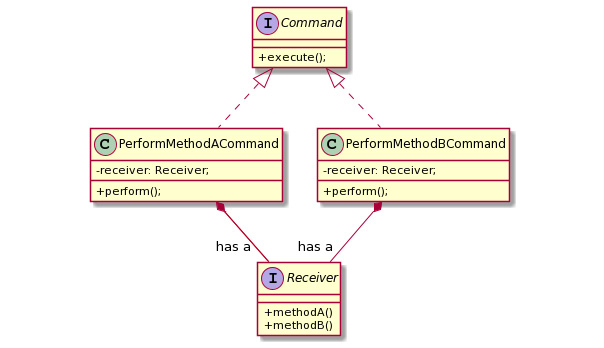 I Command
+execute();
C PerformMethodACommand
-receiver: Receiver;
+perform();
C PerformMethodBCommand
-receiver: Receiver;
+perform();
has a
has a
I Receiver
+methodA()
+methodB()